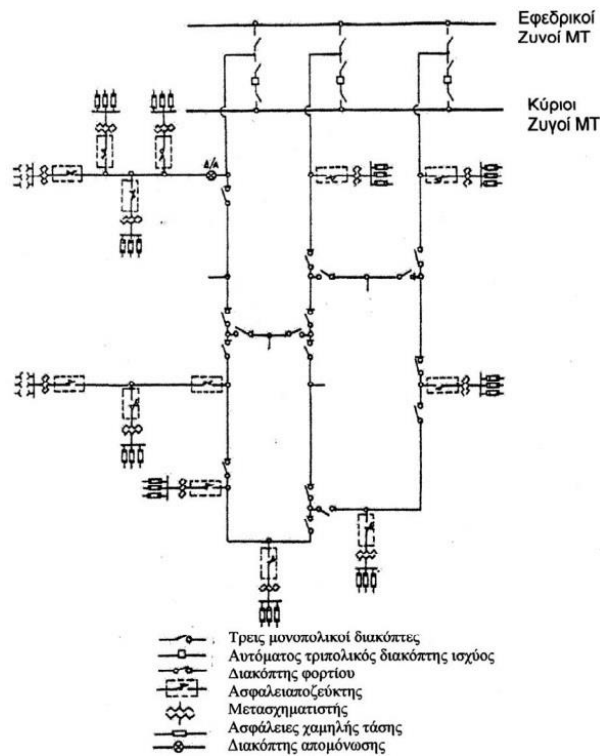 Εφεδρικοί
Ζυνοί ΜΤ
Κύριοι
Ζυγοί ΜΤ
Δ/Α
Τρεις μονοπολικοί διακόπτες
Αυτόματος τριπολικός διακόπτης ισχύος
Διακόπτης φορτίου
Ασφαλειαποζεύκτης
Μετασχηματιστής
Ασφάλειες χαμηλής τάσης
Διακόπτης απομόνωσης